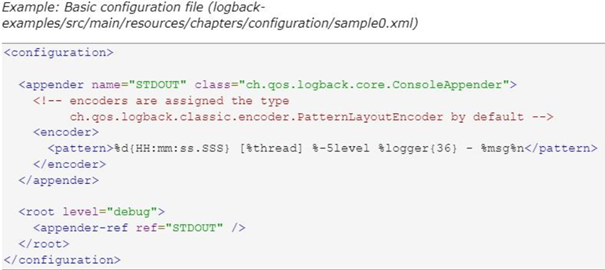 Example: Basic configuration file (logback-
examples/src/main/resources/chapters/configuration/sample0.xml)
<configuration>
<appender name="STDOUT" class="ch.qos.logback.core.ConsoleAppender">
<!-- encoders are assigned the type
ch.qos.logback.classic.encoder.PatternLayoutEncoder by default -->
<encoder>
<pattern>%d{HH:mm:ss.SSS} [%thread] %-5level %logger{36} - %msg%n</pattern>
</encoder>
</appender>
<root level="debug">
<appender-ref ref="STDOUT" />
</root>
</configuration>